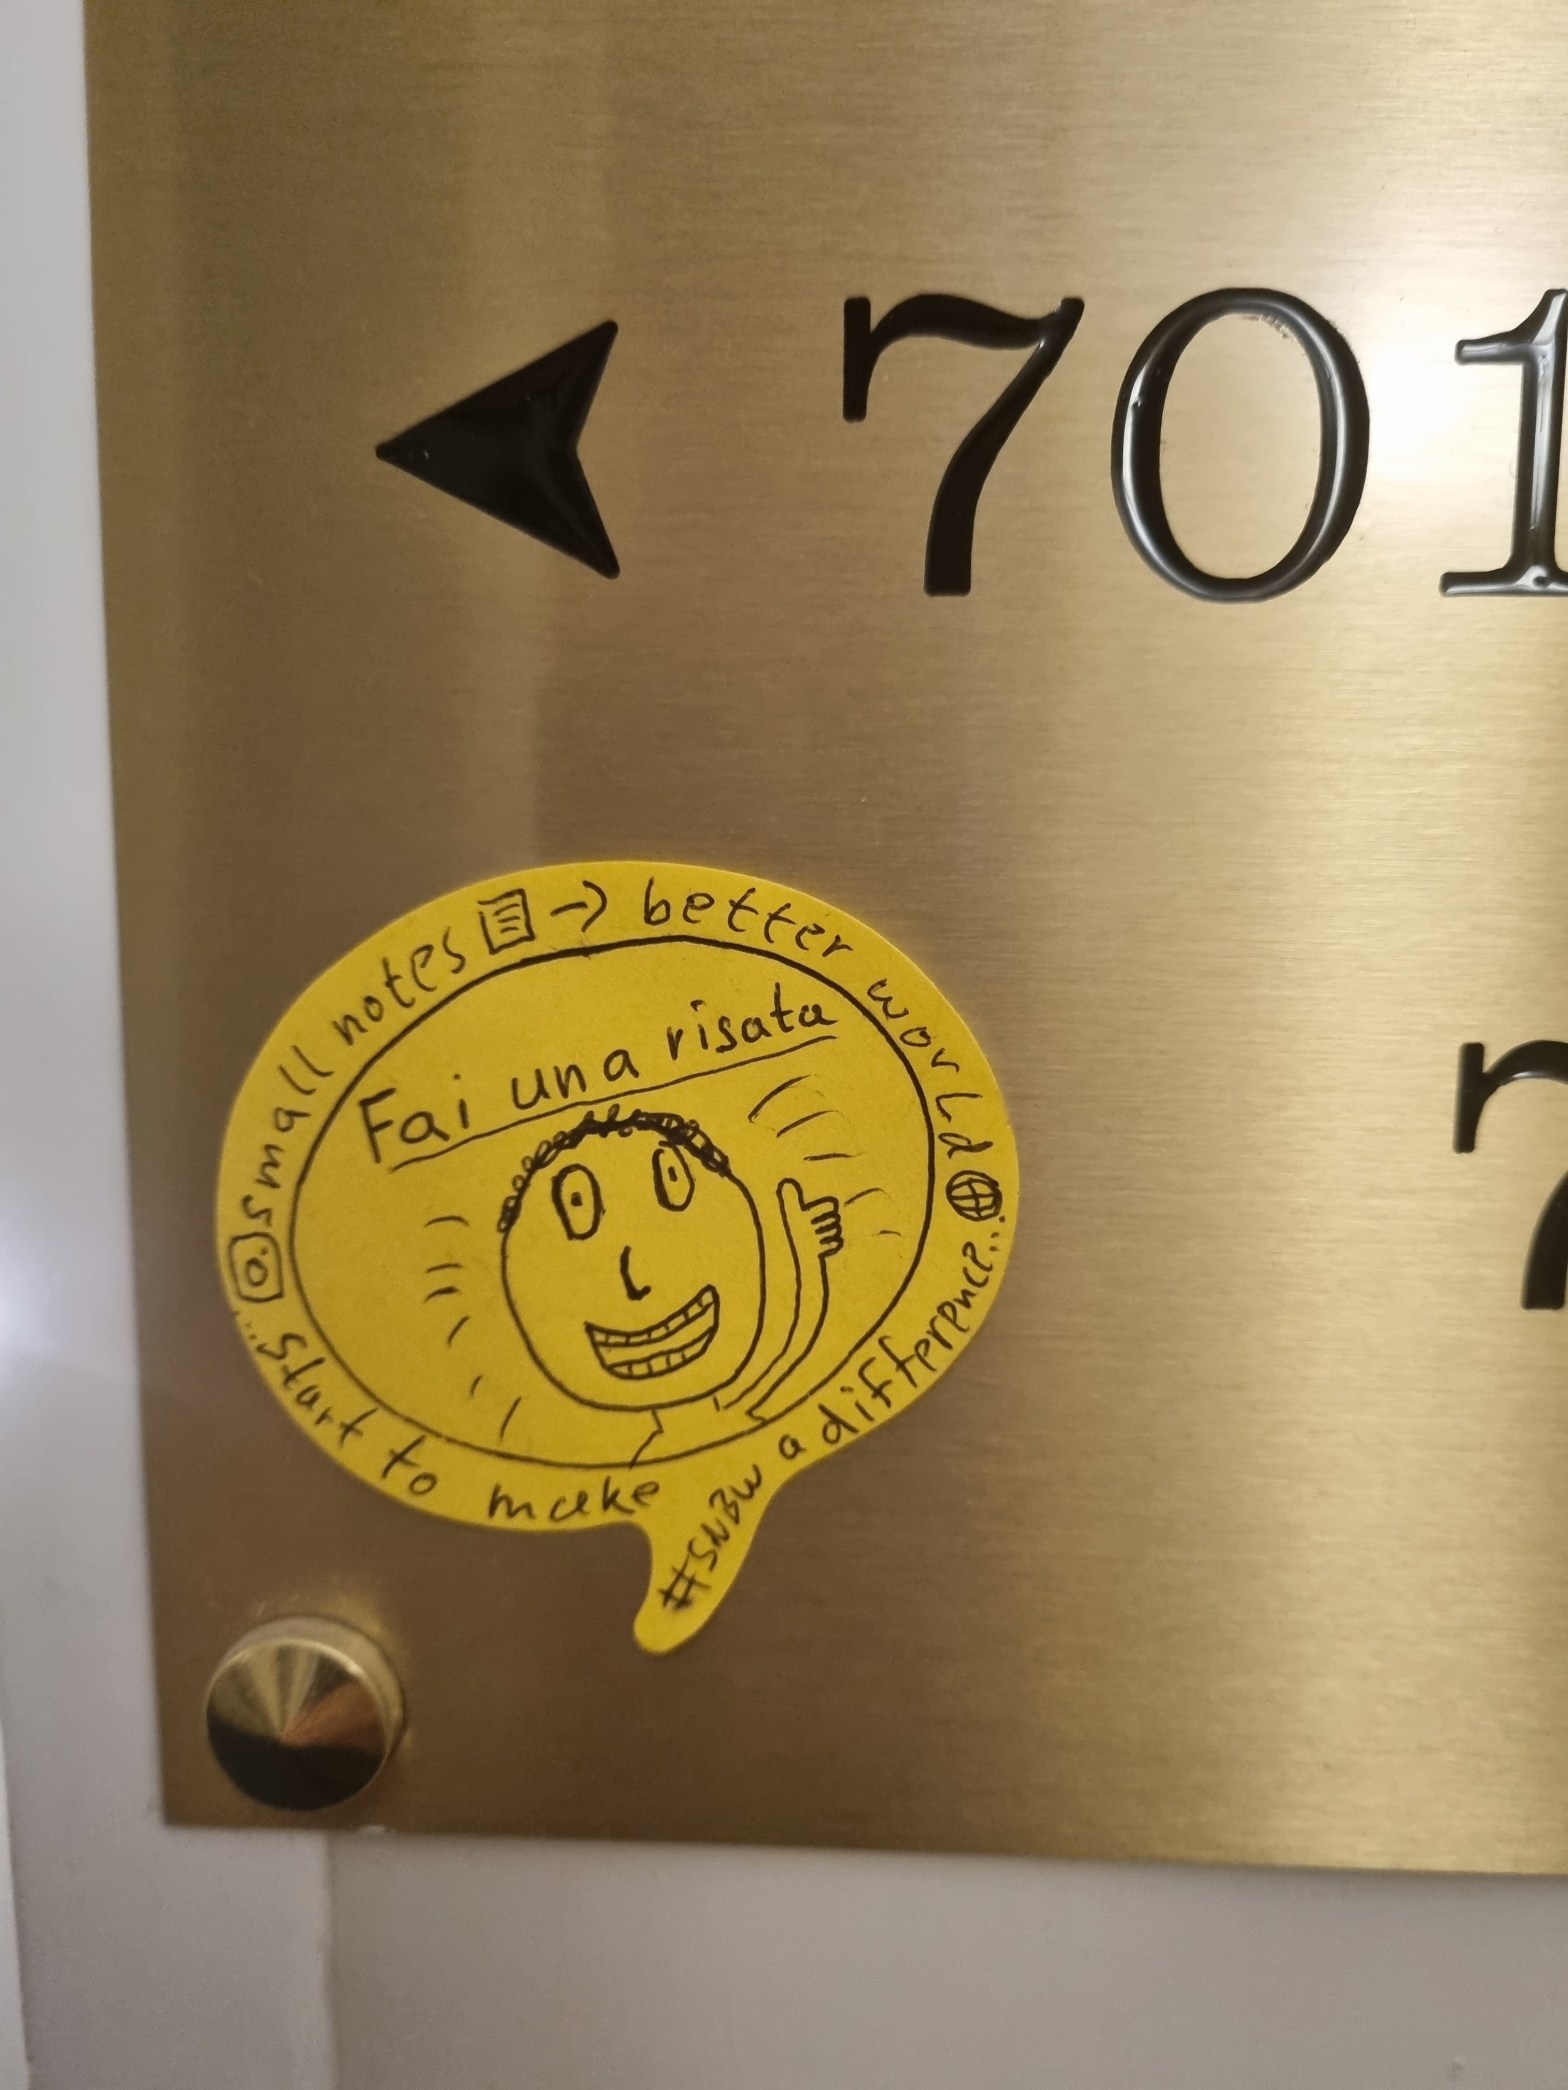 701
7
small notes → better world
Fai una risata
...Start to make a difference...
#SNBW